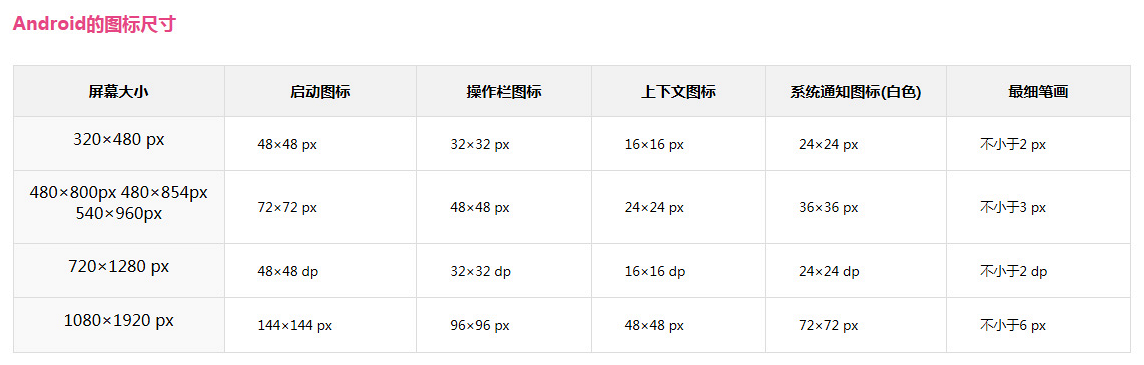 Android的图标尺寸
屏幕大小 启动图标 操作栏图标 上下文图标 系统通知图标(白色) 最细笔画
320×480 px 48×48 px 32×32 px 16×16 px 24×24 px 不小于2 px
480×800px 480×854px
540×960px 72×72 px 48×48 px 24×24 px 36×36 px 不小于3 px
720×1280 px 48×48 dp 32×32 dp 16×16 dp 24×24 dp 不小于2 dp
1080×1920 px 144×144 px 96×96 px 48×48 px 72×72 px 不小于6 px